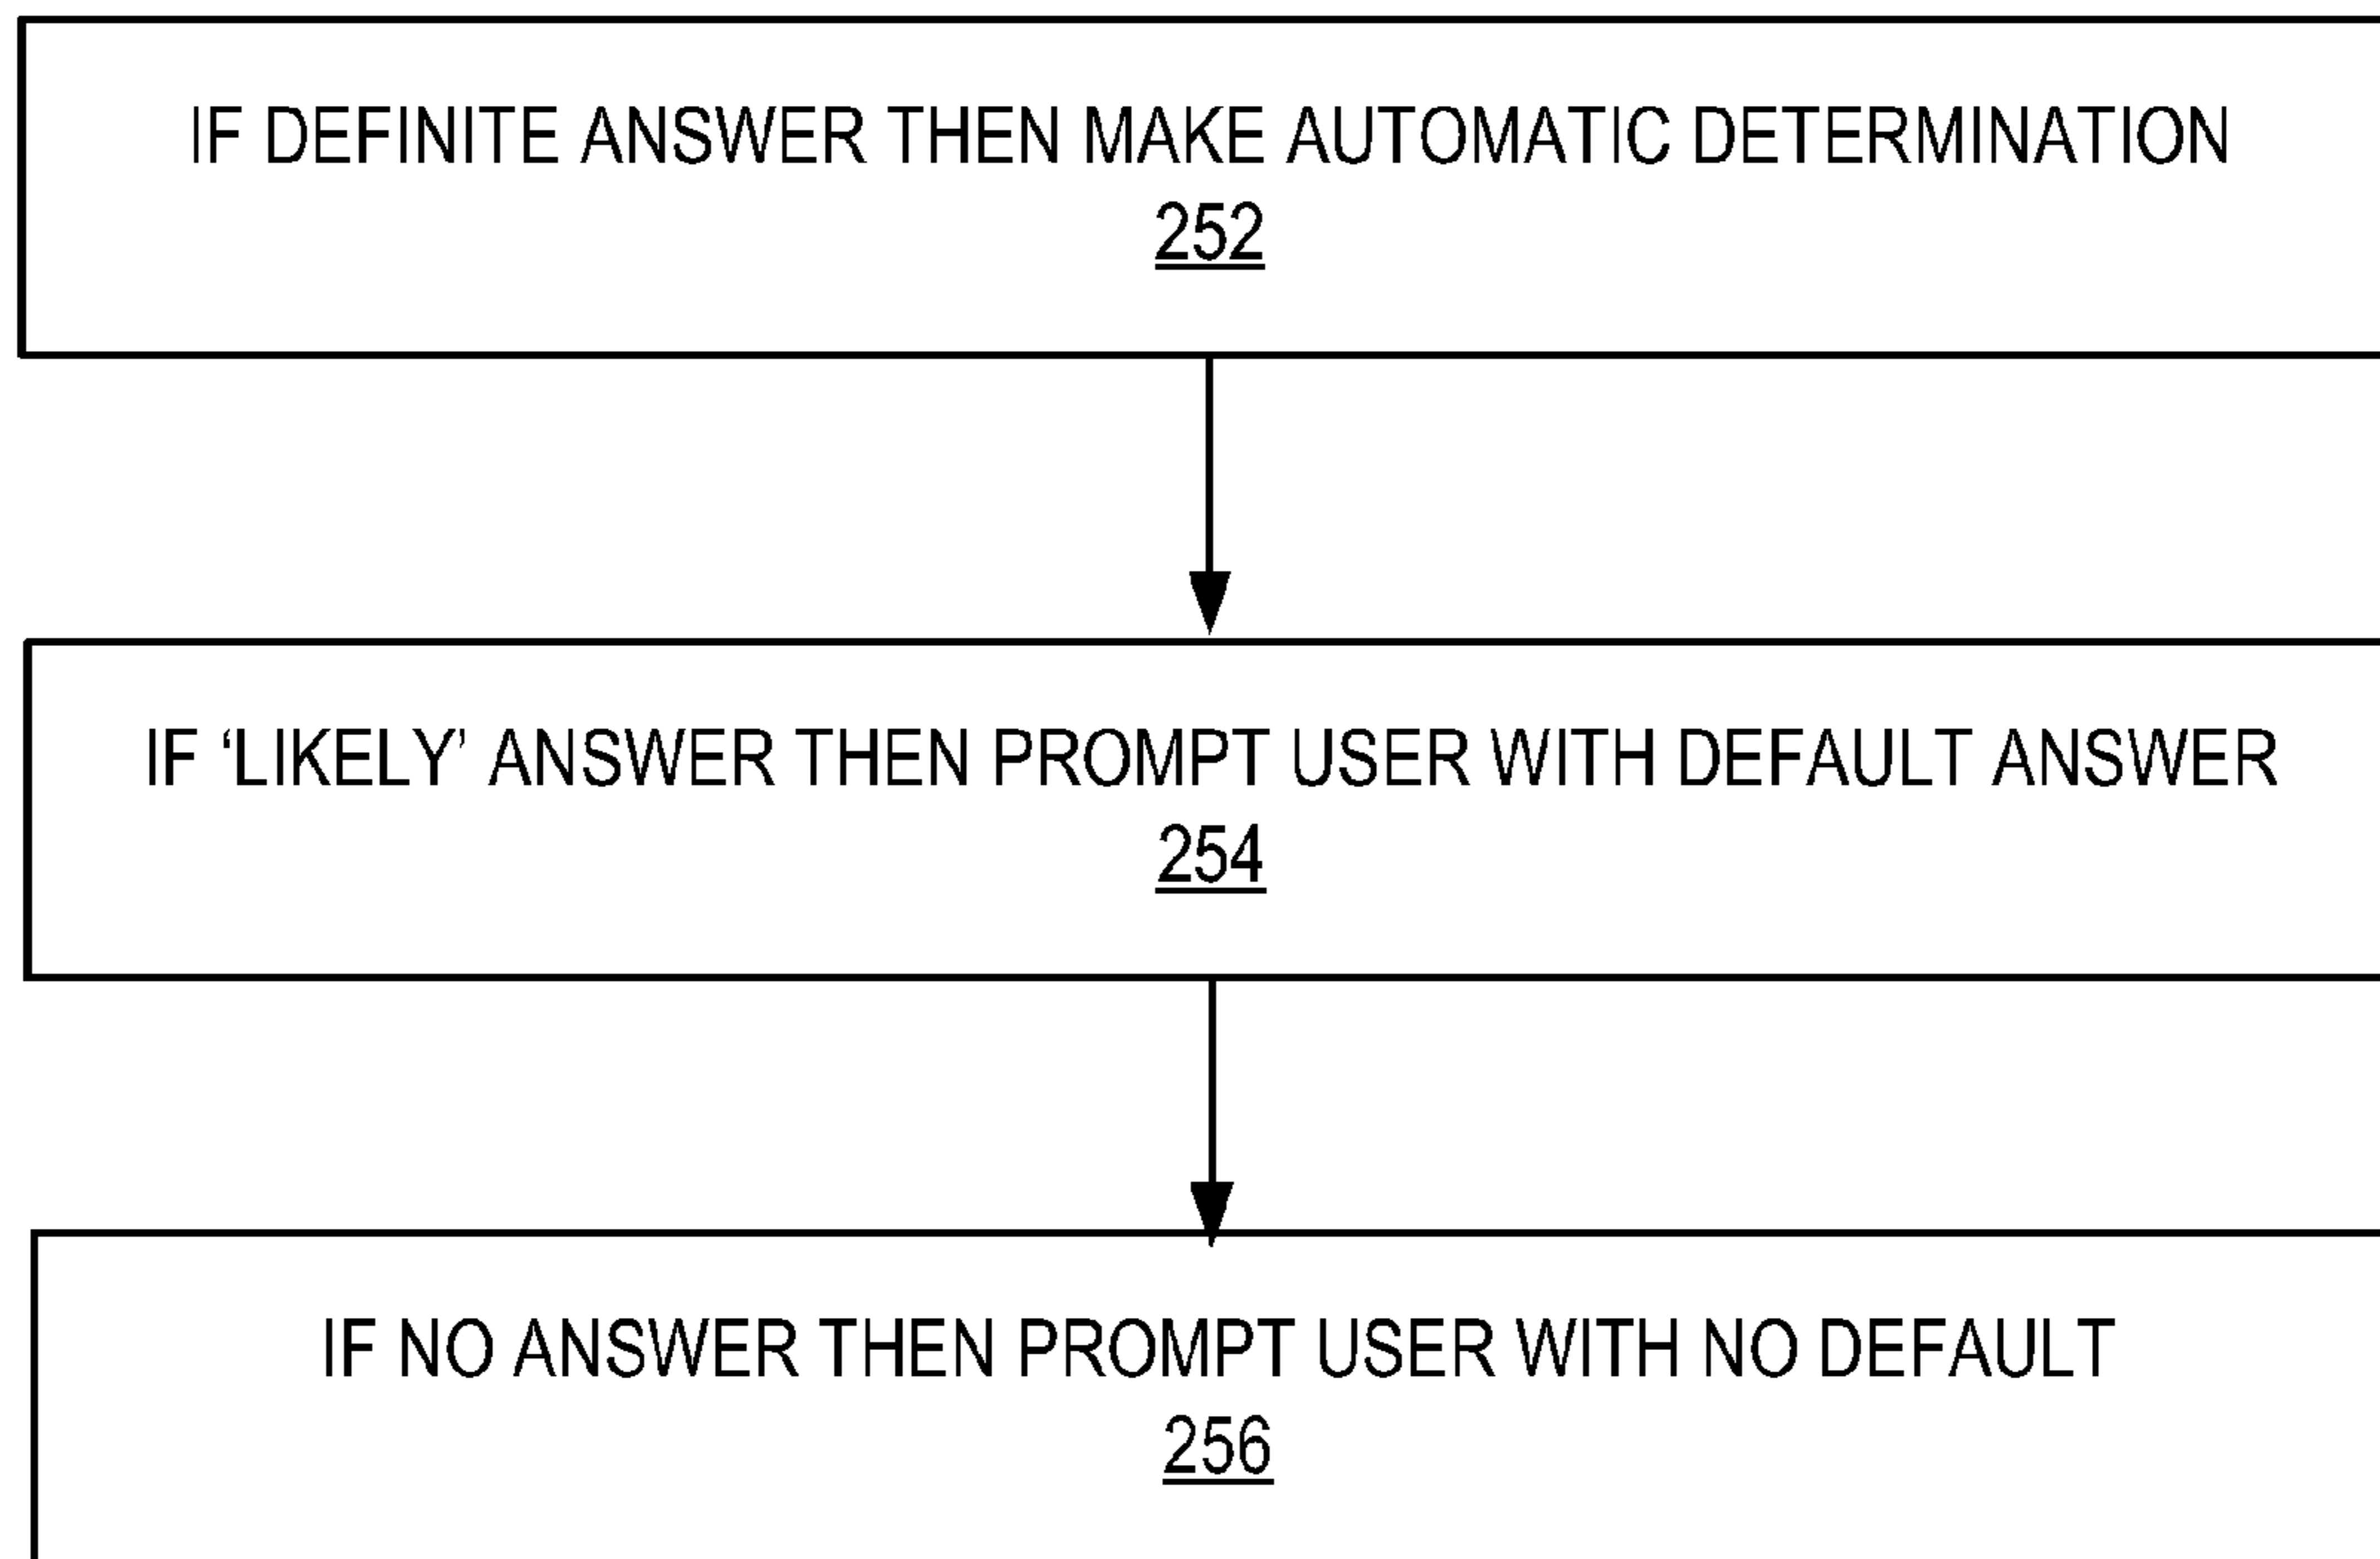 IF DEFINITE ANSWER THEN MAKE AUTOMATIC DETERMINATION
252
IF ‘LIKELY’ ANSWER THEN PROMPT USER WITH DEFAULT ANSWER
254
IF NO ANSWER THEN PROMPT USER WITH NO DEFAULT
256